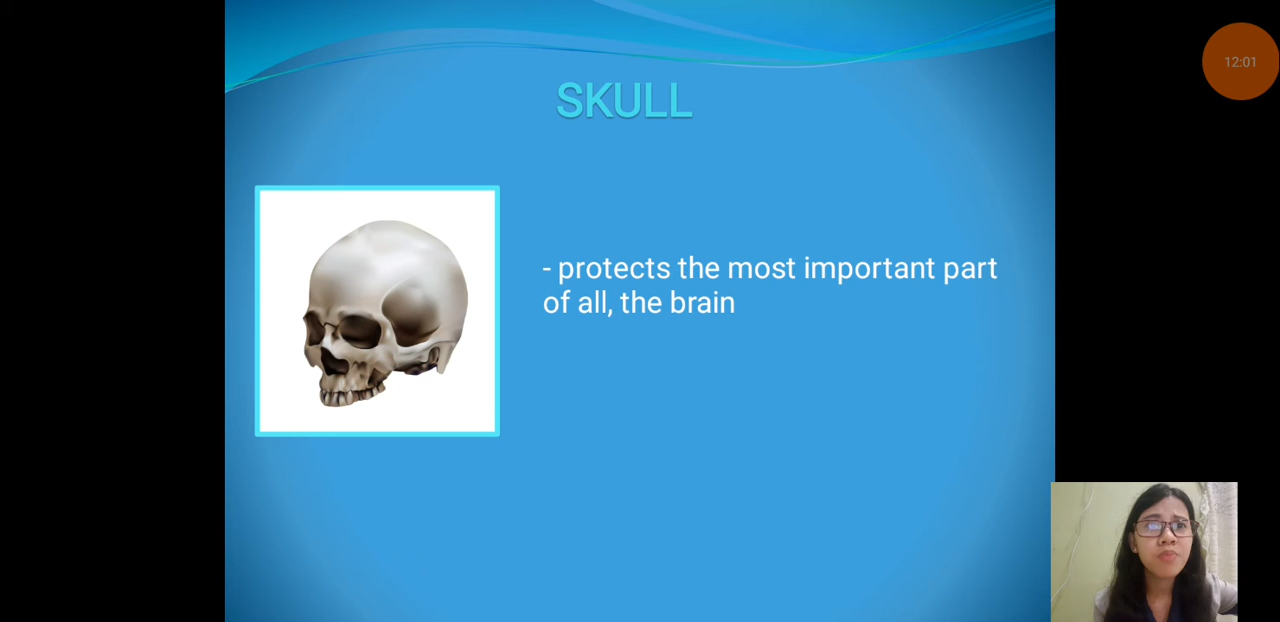 SKULL
12:01
- protects the most important part
of all, the brain